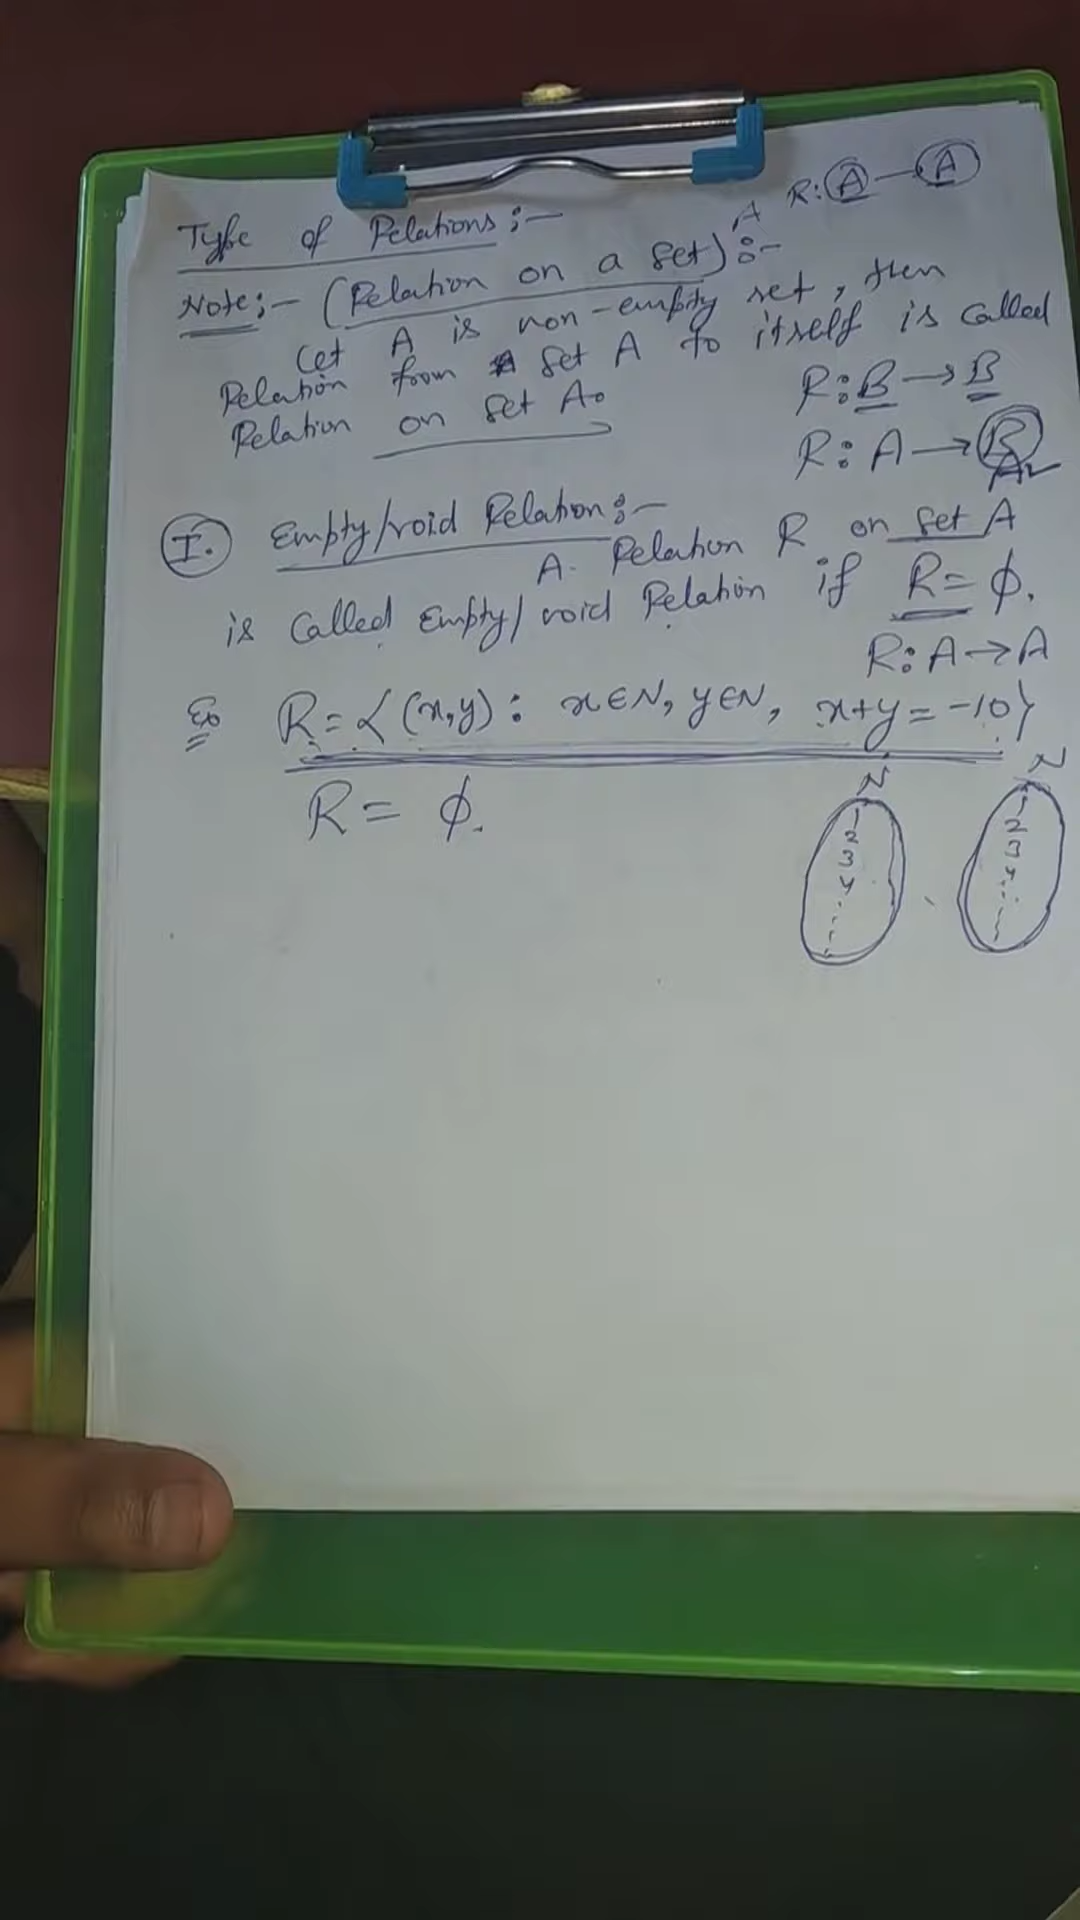 R: A — A
Type of Relations :-
Note :- (Relation on a set) A :-
Let A is non-empty set, then
Relation from set A to itself is called
Relation on set A.
R: B → B
R: A → B
A
I. Empty/void Relation :-
A Relation R on set A
is called Empty/void Relation if R = ϕ.
R: A → A
Eg R = { (x,y) : x∈N, y∈N, x+y = -10}
R = ϕ.
N N
1 1
2 2
3 3
4 4